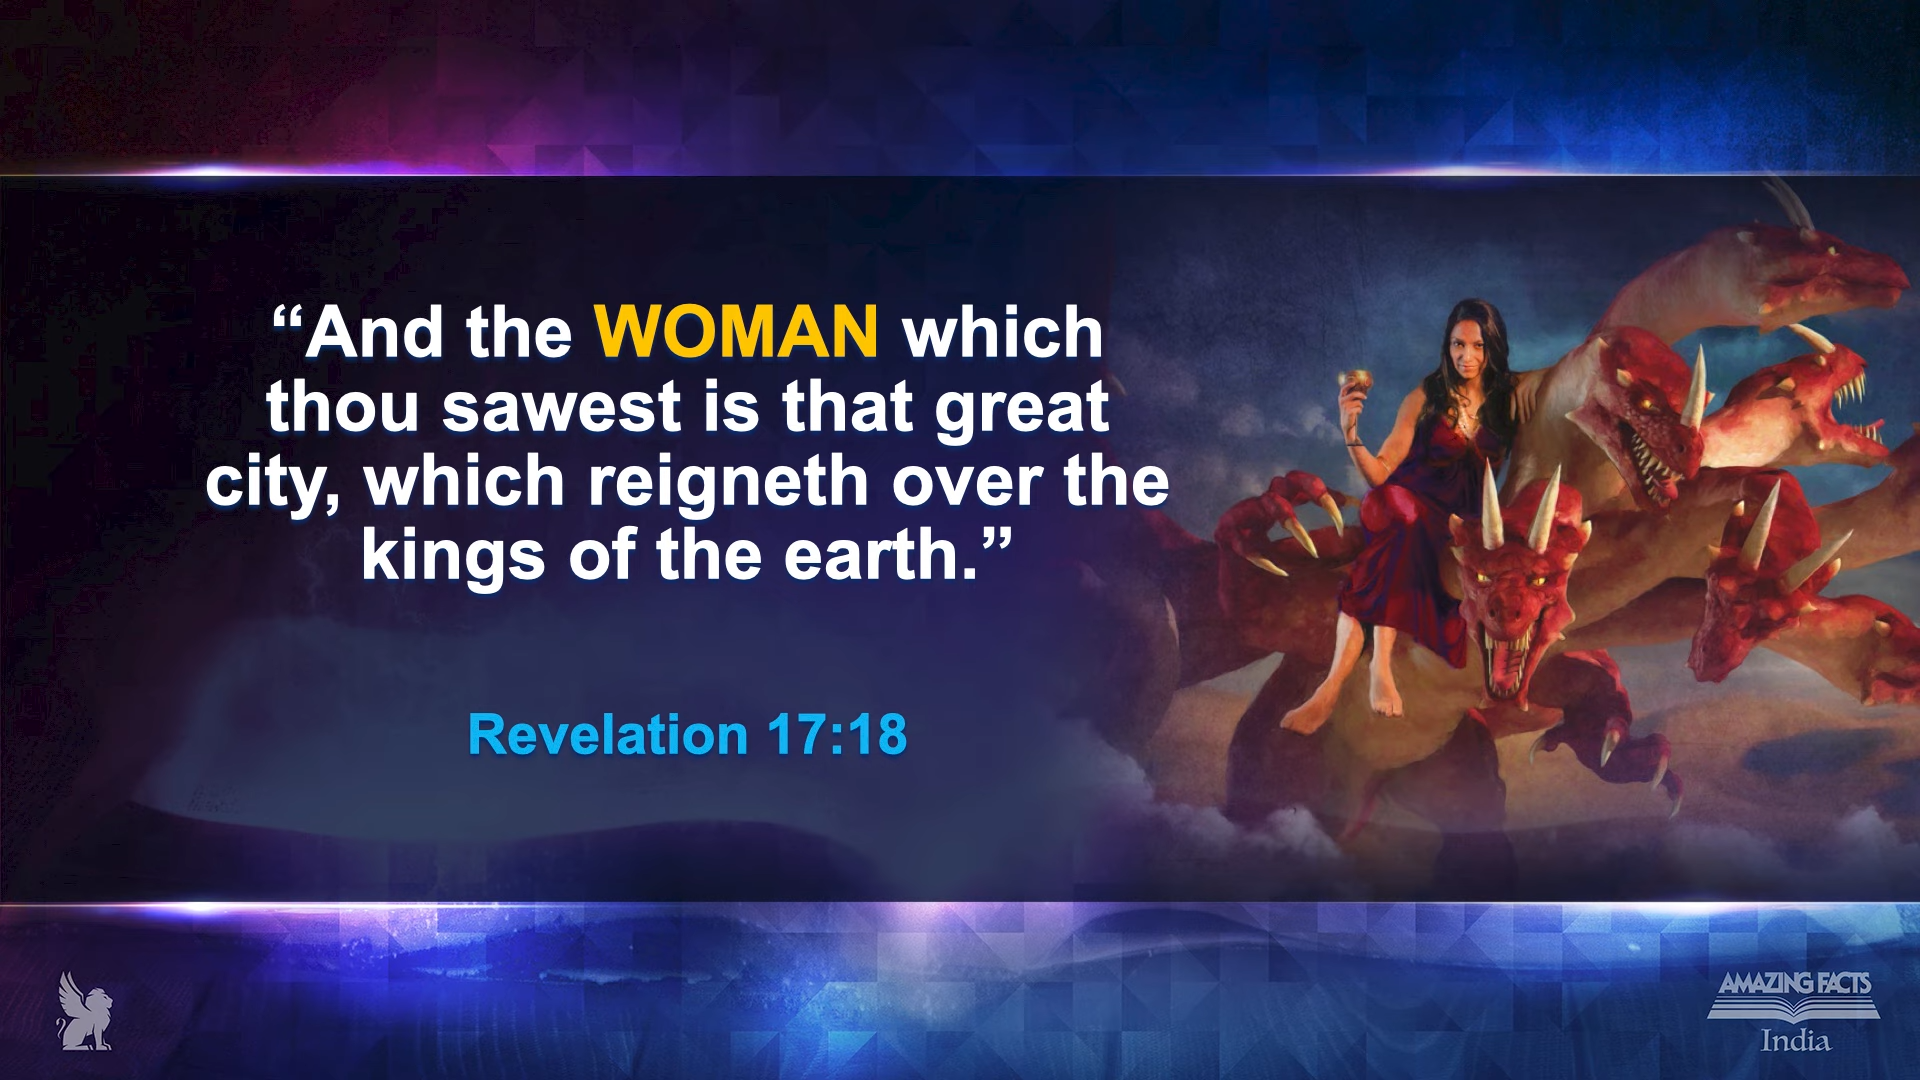 “And the WOMAN which
thou sawest is that great
city, which reigneth over the
kings of the earth.”
Revelation 17:18
AMAZING FACTS
India